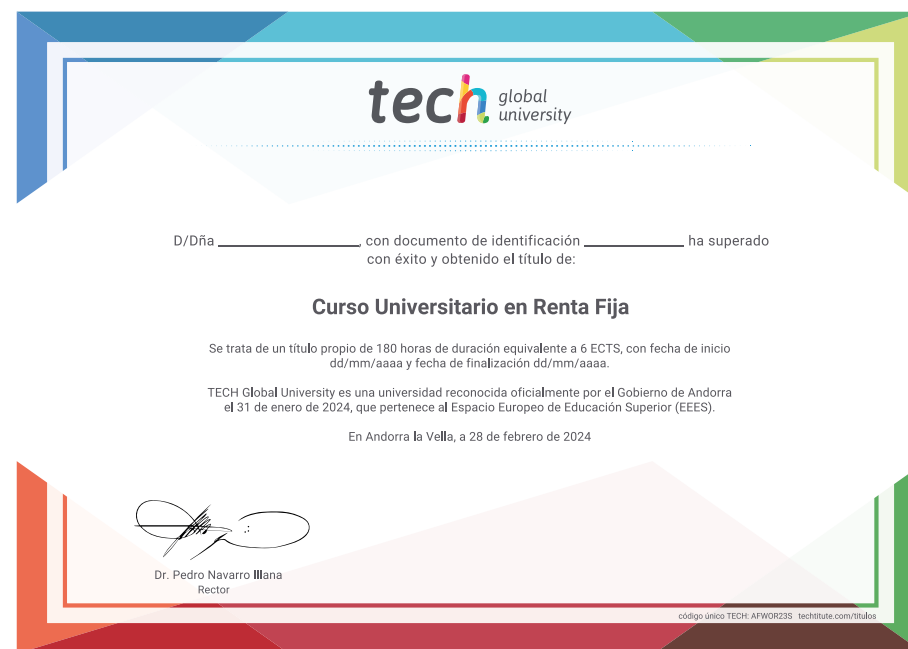 tech global university
D/Dña ____________________, con documento de identificación ______________ ha superado
con éxito y obtenido el título de:
Curso Universitario en Renta Fija
Se trata de un título propio de 180 horas de duración equivalente a 6 ECTS, con fecha de inicio
dd/mm/aaaa y fecha de finalización dd/mm/aaaa.
TECH Global University es una universidad reconocida oficialmente por el Gobierno de Andorra
el 31 de enero de 2024, que pertenece al Espacio Europeo de Educación Superior (EEES).
En Andorra la Vella, a 28 de febrero de 2024
Dr. Pedro Navarro Illana
Rector
código único TECH: AFWOR23S techtitute.com/titulos